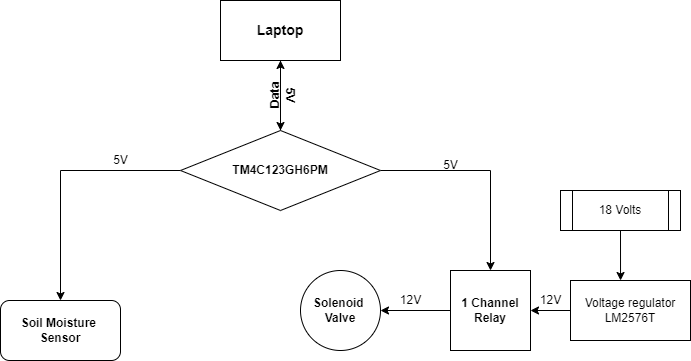 Laptop
Data
5V
TM4C123GH6PM
5V
5V
18 Volts
Solenoid
Valve
12V
1 Channel
Relay
12V
Voltage regulator
LM2576T
Soil Moisture
Sensor